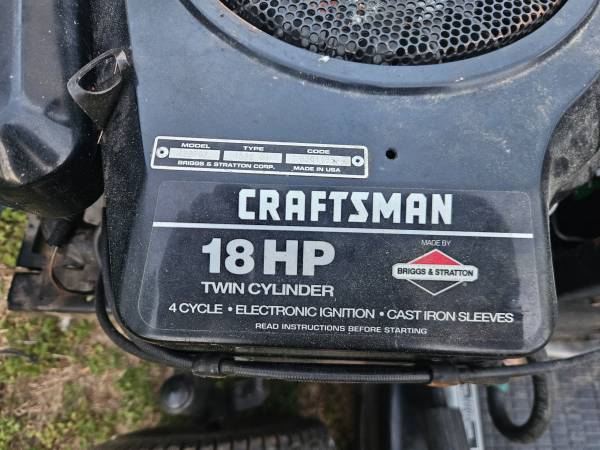 MODEL TYPE CODE
BRIGGS & STRATTON CORP. MADE IN USA
CRAFTSMAN
18 HP
TWIN CYLINDER
MADE BY
BRIGGS & STRATTON
4 CYCLE • ELECTRONIC IGNITION • CAST IRON SLEEVES
READ INSTRUCTIONS BEFORE STARTING